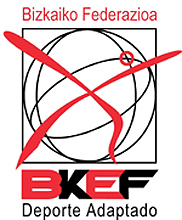 Bizkaiko Federazioa
BKEF
Deporte Adaptado